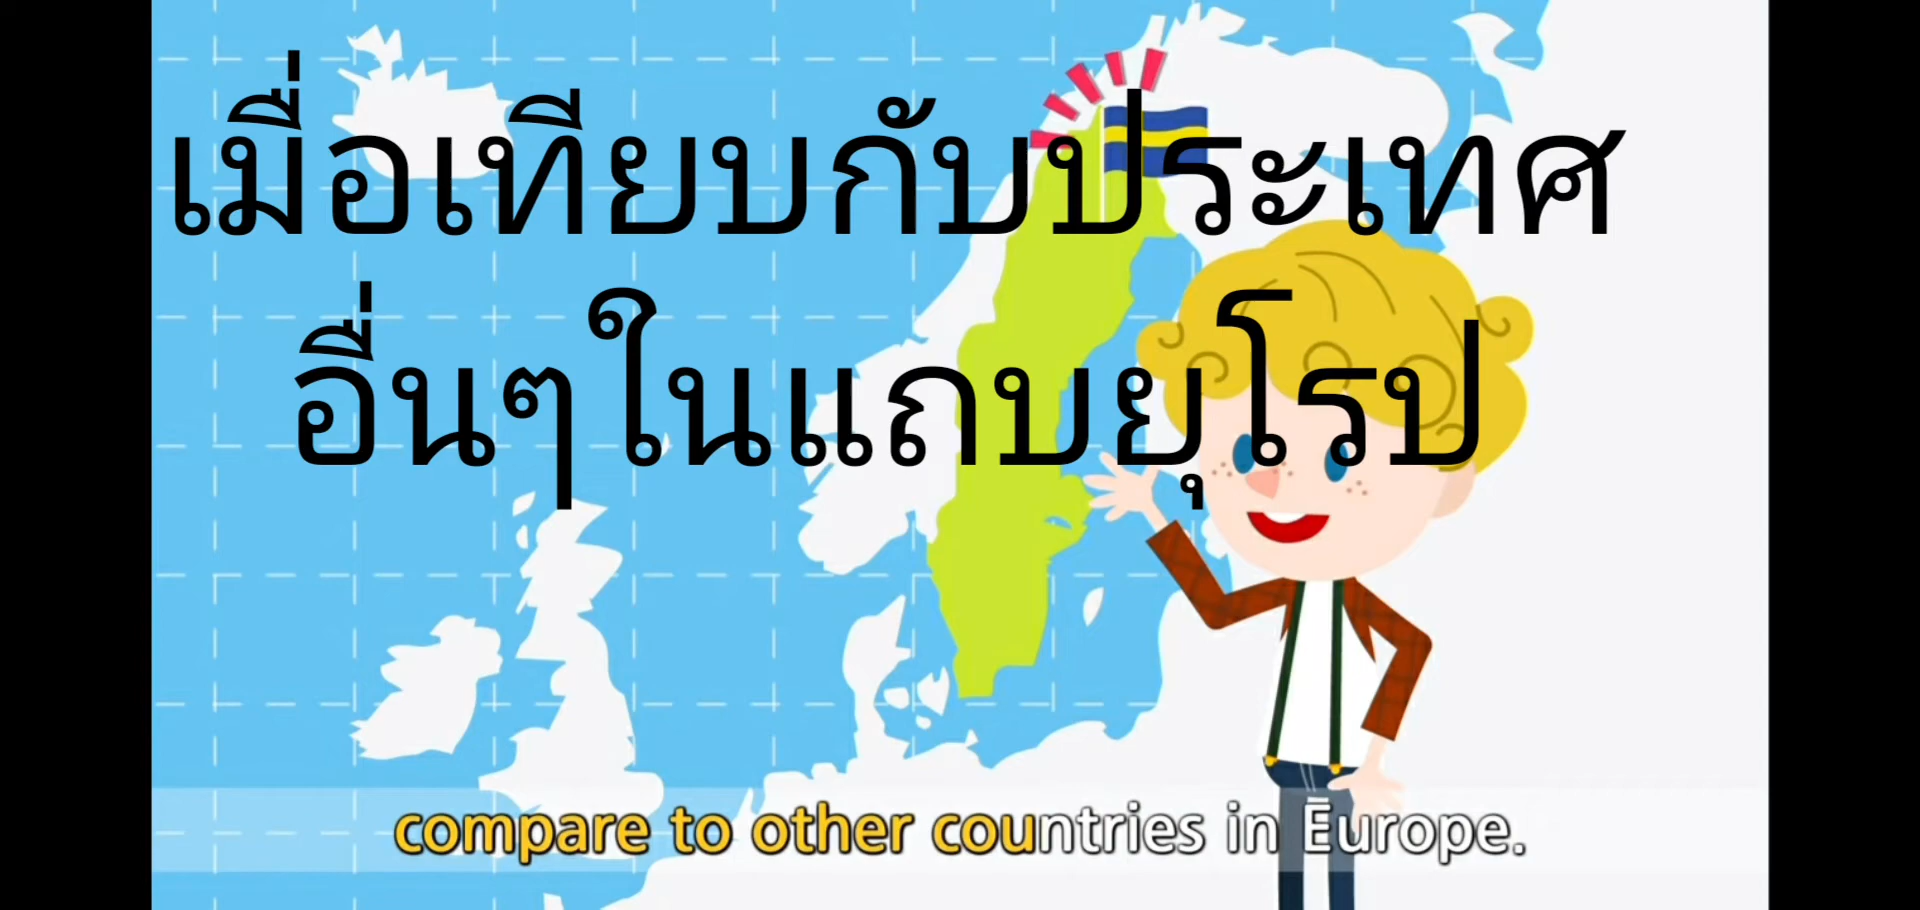 เมื่อเทียบกับประเทศ
อื่นๆในแถบยุโรป
compare to other countries in Ēurope.